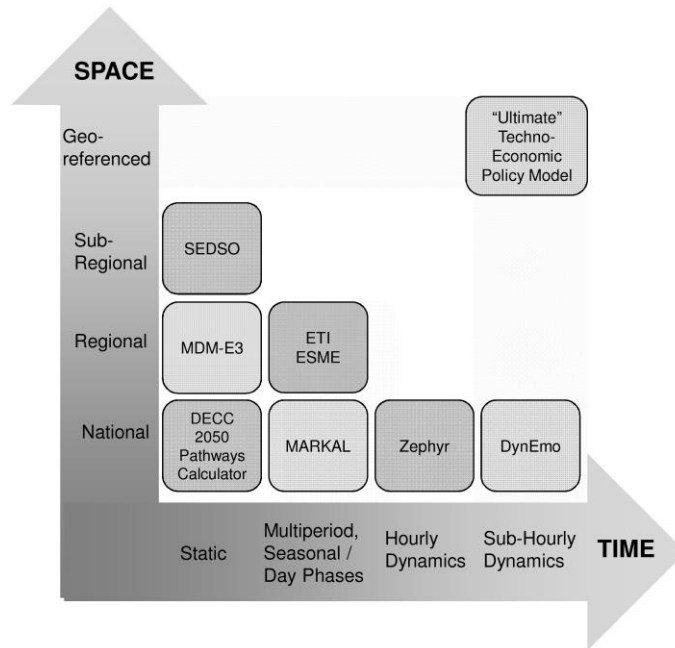 SPACE
Geo-
referenced
"Ultimate"
Techno-
Economic
Policy Model
Sub-
Regional
SEDSO
Regional
MDM-E3
ETI
ESME
National
DECC
2050
Pathways
Calculator
MARKAL
Zephyr
DynEmo
Static
Multiperiod,
Seasonal /
Day Phases
Hourly
Dynamics
Sub-Hourly
Dynamics
TIME